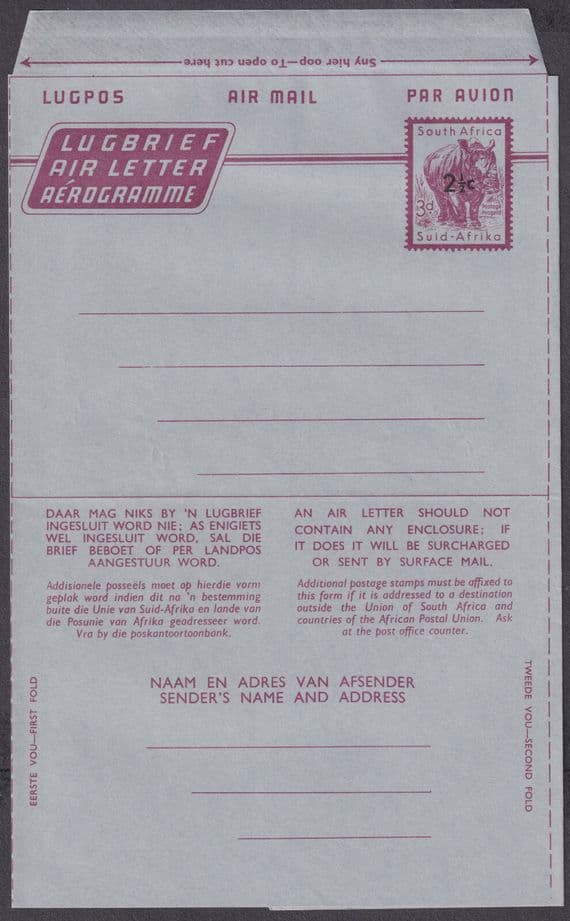 Sny hier oop—To open cut here
LUGPOS AIR MAIL PAR AVION
LUGBRIEF
AIR LETTER
AÉROGRAMME
South Africa
2½c
3d
Suid-Afrika
DAAR MAG NIKS BY 'N LUGBRIEF
INGESLUIT WORD NIE; AS ENIGIETS
WEL INGESLUIT WORD, SAL DIE
BRIEF BEBOET OF PER LANDPOS
AANGESTUUR WORD.
Addisionele posseëls moet op hierdie vorm
geplak word indien dit na 'n bestemming
buite die Unie van Suid-Afrika en lande van
die Posunie van Afrika geadresseer word.
Vra by die poskantoortoonbank.
AN AIR LETTER SHOULD NOT
CONTAIN ANY ENCLOSURE; IF
IT DOES IT WILL BE SURCHARGED
OR SENT BY SURFACE MAIL.
Additional postage stamps must be affixed to
this form if it is addressed to a destination
outside the Union of South Africa and
countries of the African Postal Union. Ask
at the post office counter.
NAAM EN ADRES VAN AFSENDER
SENDER'S NAME AND ADDRESS
EERSTE VOU—FIRST FOLD
TWEEDE VOU—SECOND FOLD